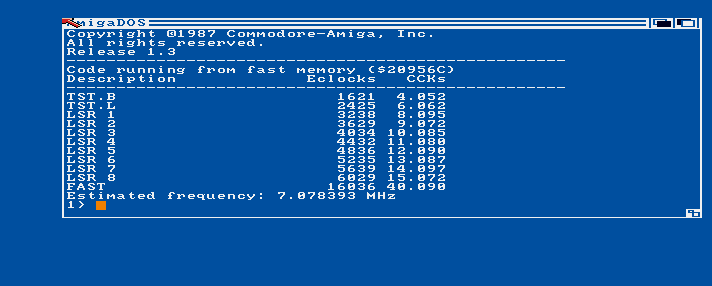 AmigaDOS
Copyright ©1987 Commodore-Amiga, Inc.
All rights reserved.
Release 1.3
------------------------------------------------------------
Code running from fast memory ($20956C)
Description Eclocks CCKs
------------------------------------------------------------
TST.B 1621 4.052
TST.L 2425 6.062
LSR 1 3238 8.095
LSR 2 3629 9.072
LSR 3 4034 10.085
LSR 4 4432 11.080
LSR 5 4836 12.090
LSR 6 5235 13.087
LSR 7 5639 14.097
LSR 8 6029 15.072
FAST 16036 40.090
Estimated frequency: 7.078393 MHz
1>